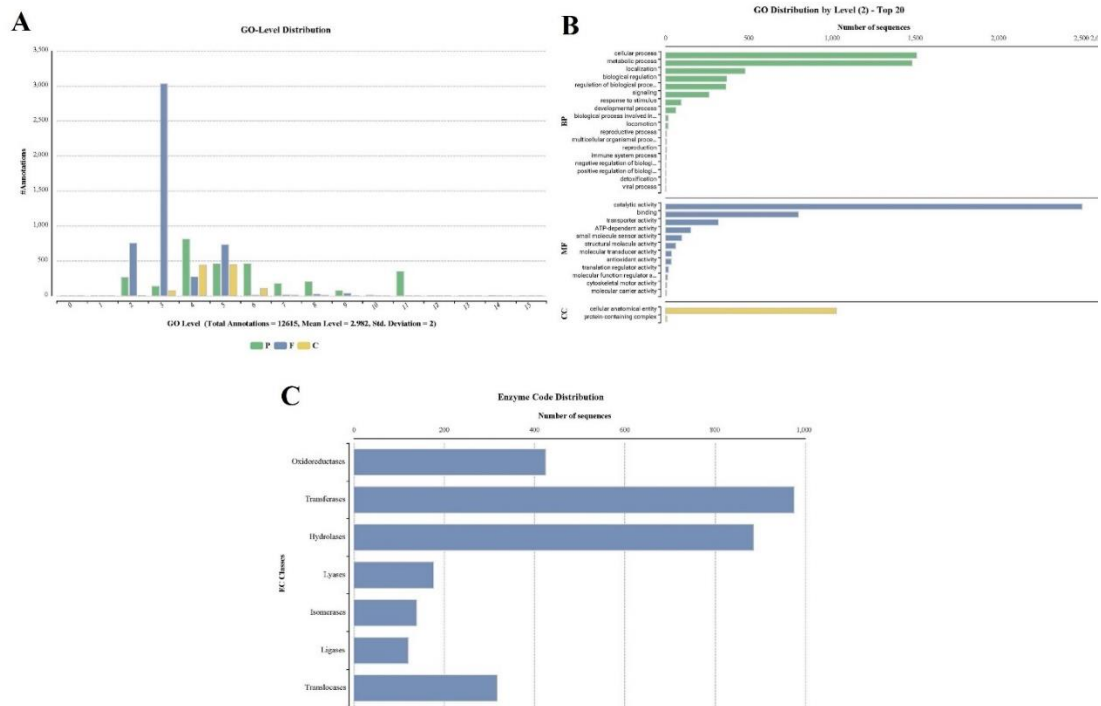 A
GO-Level Distribution
3,500
3,000
2,500
2,000
1,500
1,000
500
0
#Annotations
0 1 2 3 4 5 6 7 8 9 10 11 12 13 14 15
GO Level (Total Annotations = 12615, Mean Level = 2.982, Std. Deviation = 2)
P F C
B
GO Distribution by Level (2) - Top 20
Number of sequences
0 500 1,000 1,500 2,000 2,500
BP
cellular process
metabolic process
localization
biological regulation
regulation of biological proce...
signaling
response to stimulus
developmental process
biological process involved in...
locomotion
reproductive process
multicellular organismal proce...
reproduction
immune system process
negative regulation of biologi...
positive regulation of biologi...
detoxification
viral process
MF
catalytic activity
binding
transporter activity
ATP-dependent activity
small molecule sensor activity
structural molecule activity
molecular transducer activity
antioxidant activity
translation regulator activity
molecular function regulator a...
cytoskeletal motor activity
molecular carrier activity
CC
cellular anatomical entity
protein-containing complex
C
Enzyme Code Distribution
Number of sequences
0 200 400 600 800 1,000
EC Classes
Oxidoreductases
Transferases
Hydrolases
Lyases
Isomerases
Ligases
Translocases